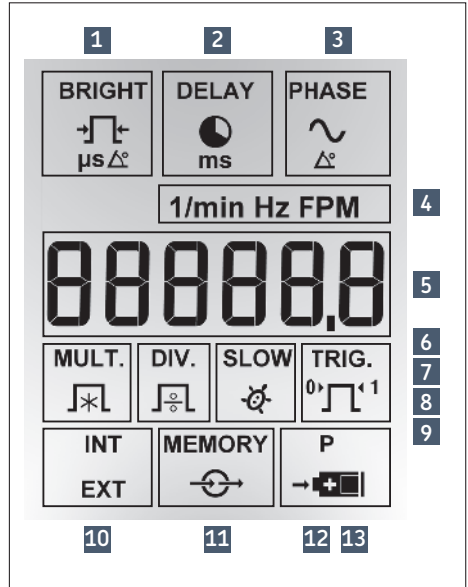 1 2 3
BRIGHT DELAY PHASE
µs ° ms °
1/min Hz FPM 4
888888.8 5
6
MULT. DIV. SLOW TRIG. 7
0 1 8
9
INT MEMORY P
EXT
10 11 12 13